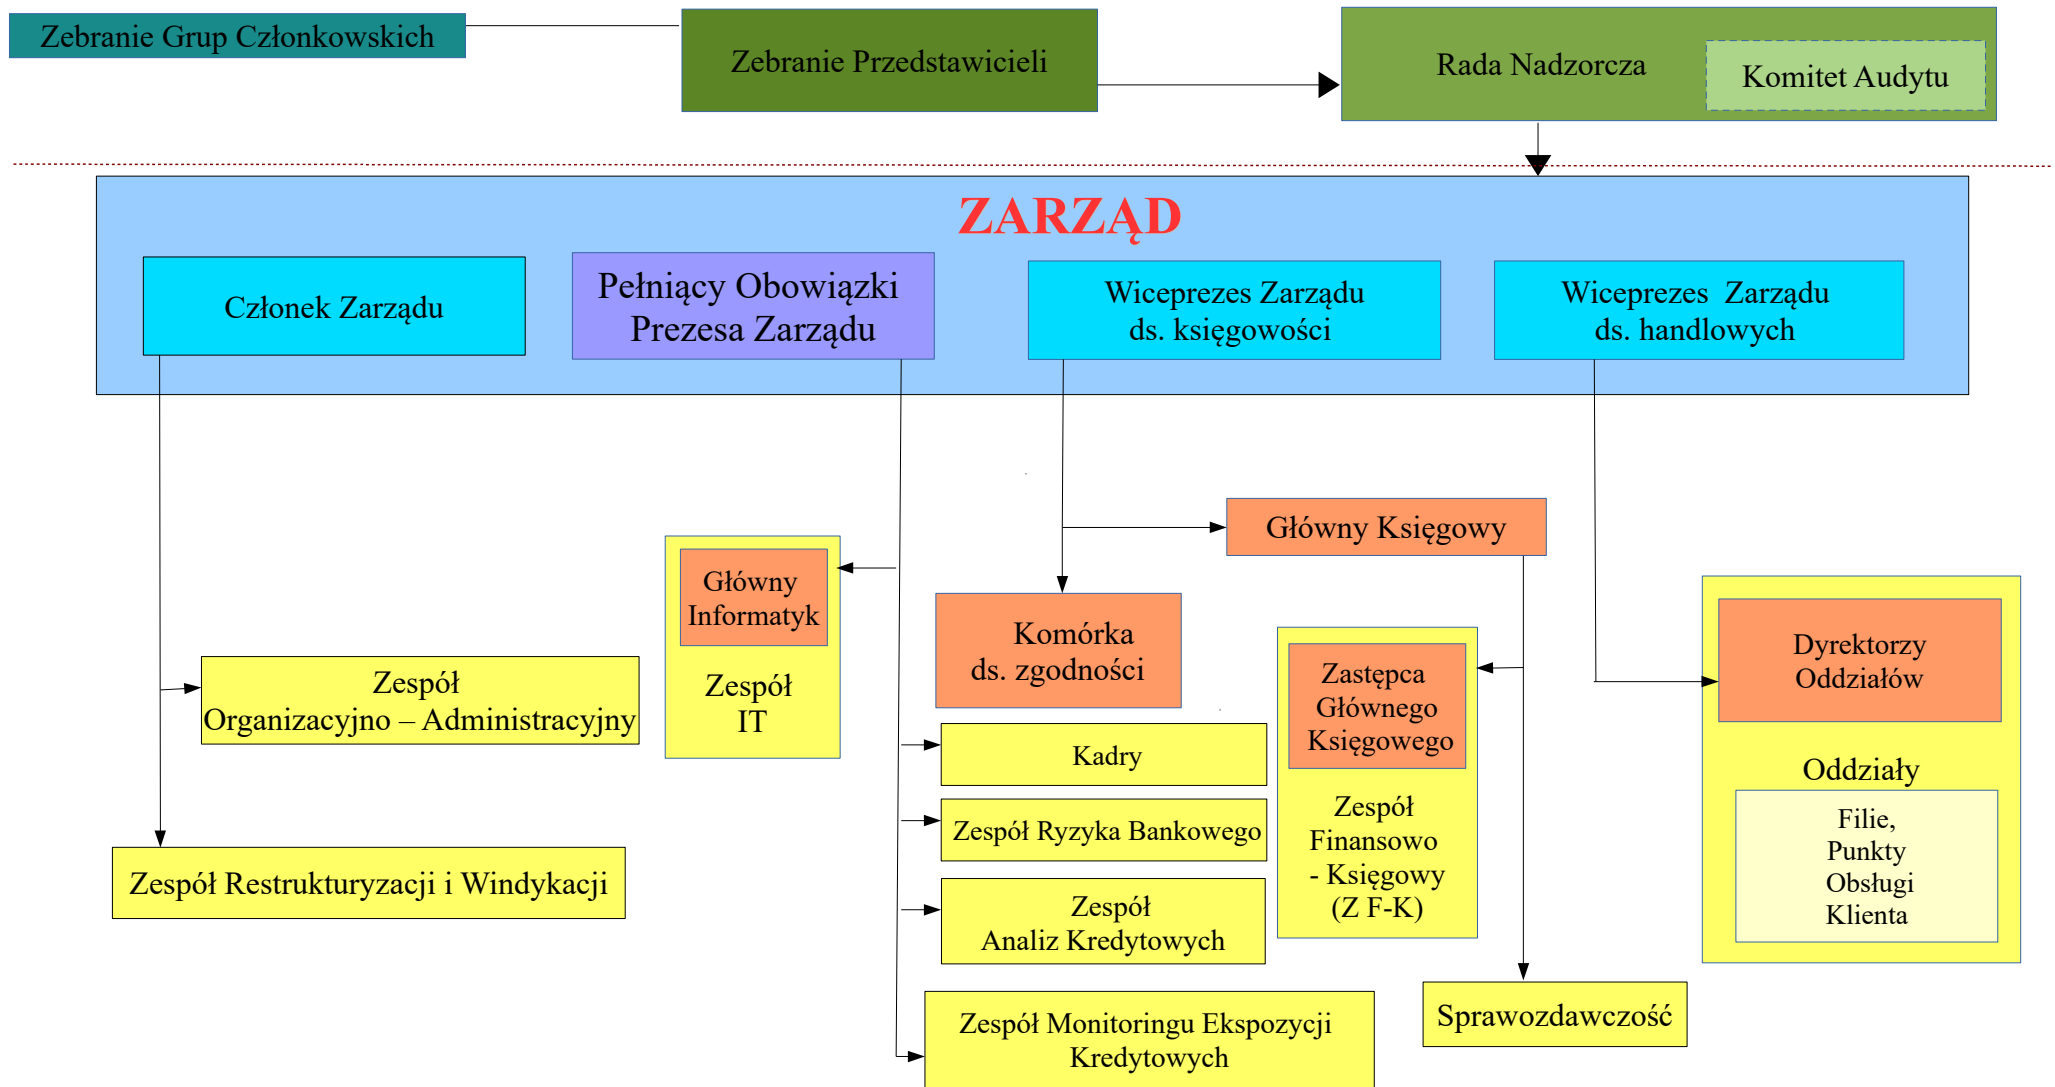 Zebranie Grup Członkowskich
Zebranie Przedstawicieli
Rada Nadzorcza
Komitet Audytu
ZARZĄD
Członek Zarządu
Pełniący Obowiązki
Prezesa Zarządu
Wiceprezes Zarządu
ds. księgowości
Wiceprezes Zarządu
ds. handlowych
Główny Księgowy
Główny
Informatyk
Zespół
IT
Komórka
ds. zgodności
Zespół
Organizacyjno – Administracyjny
Zastępca
Głównego
Księgowego
Zespół
Finansowo
- Księgowy
(Z F-K)
Dyrektorzy
Oddziałów
Oddziały
Filie,
Punkty
Obsługi
Klienta
Kadry
Zespół Ryzyka Bankowego
Zespół Restrukturyzacji i Windykacji
Zespół
Analiz Kredytowych
Sprawozdawczość
Zespół Monitoringu Ekspozycji
Kredytowych